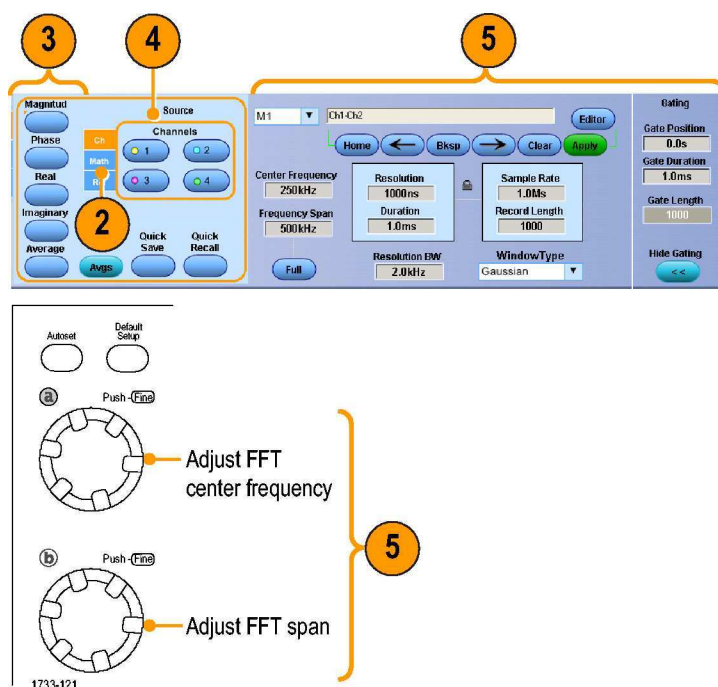 3
4
5
Magnitud
Phase
Real
Imaginary
Average
Source
Ch
Math
Channels
1
2
3
4
2
Avgs
Quick Save
Quick Recall
M1
Ch1-Ch2
Editor
Home
Bksp
Clear
Apply
Center Frequency
250kHz
Frequency Span
500kHz
Full
Resolution
1000ns
Duration
1.0ms
Sample Rate
1.0Ms
Record Length
1000
Resolution BW
2.0kHz
WindowType
Gaussian
Gating
Gate Position
0.0s
Gate Duration
1.0ms
Gate Length
1000
Hide Gating
<<
Autoset
Default Setup
a
Push - Fine
Adjust FFT
center frequency
5
b
Push - Fine
Adjust FFT span
1733-121